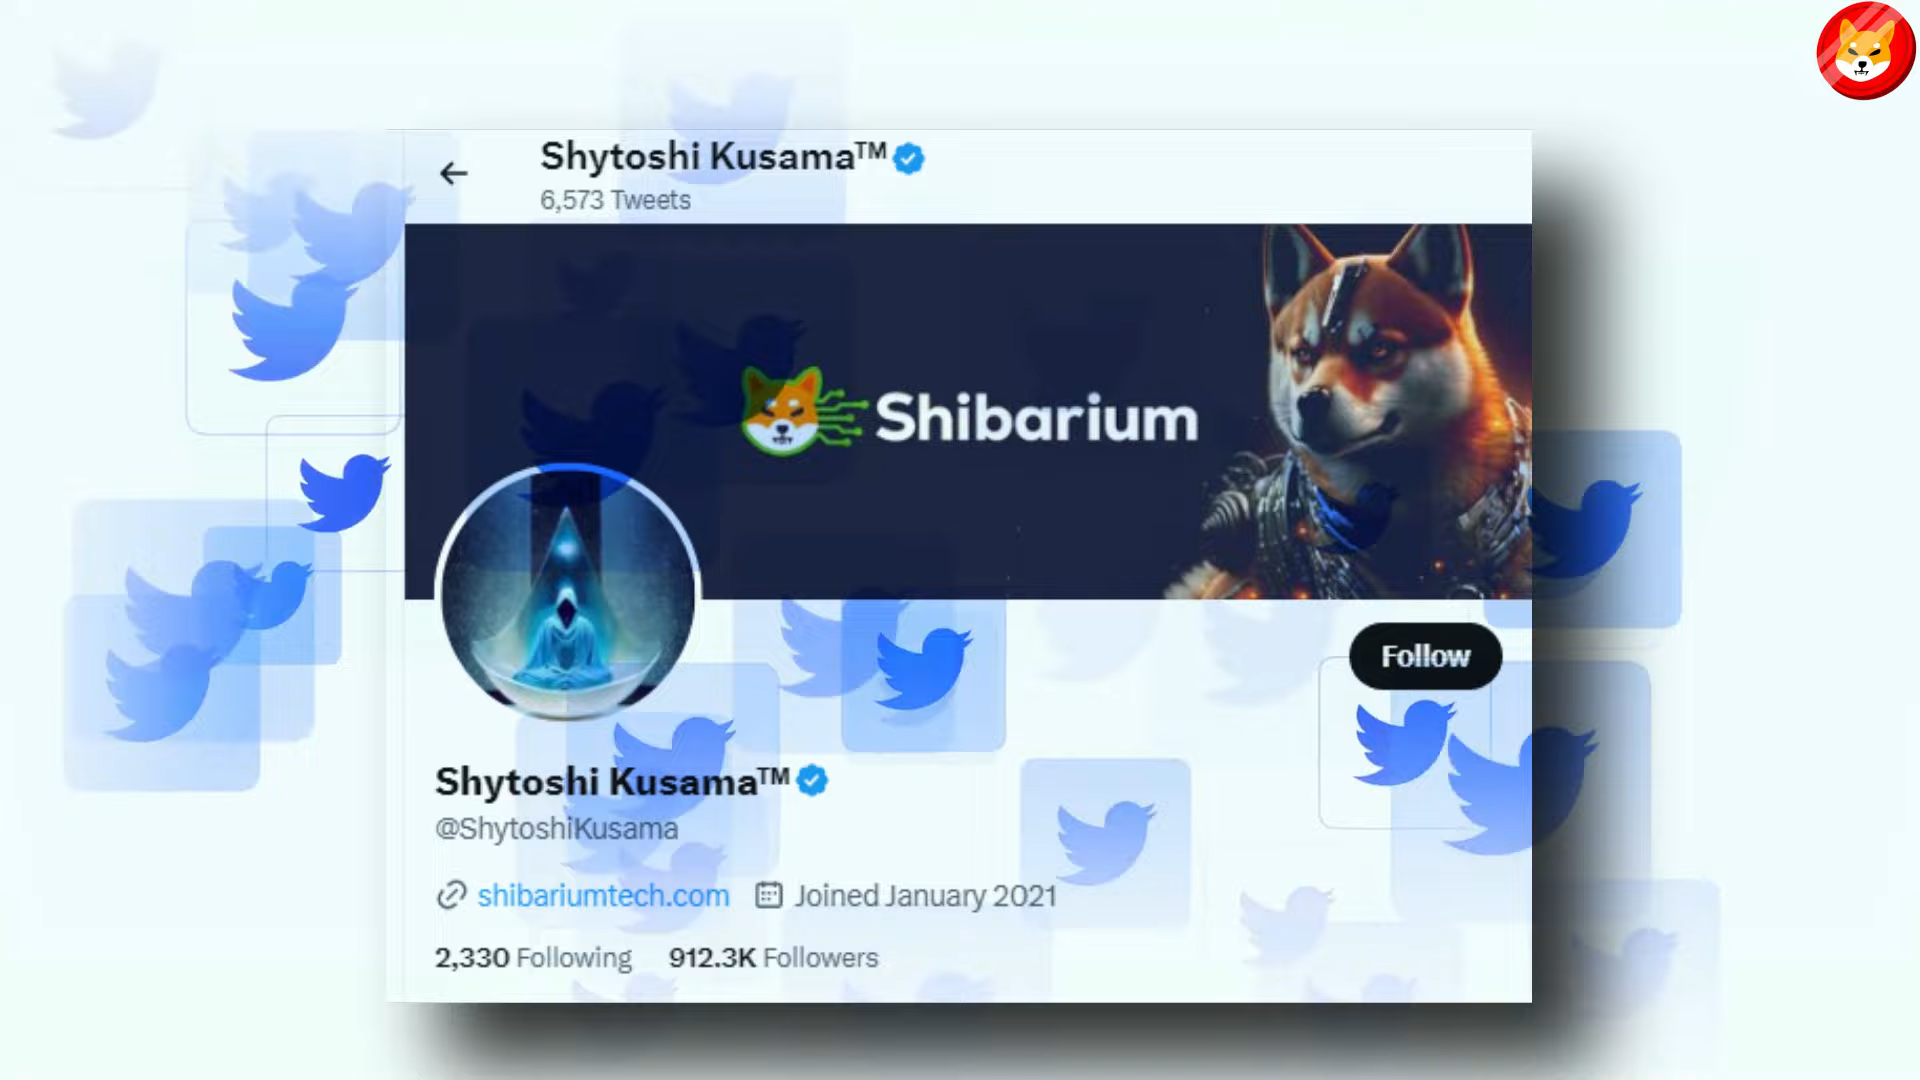 Shytoshi Kusama™
6,573 Tweets
Shibarium
Follow
Shytoshi Kusama™
@ShytoshiKusama
shibariumtech.com Joined January 2021
2,330 Following 912.3K Followers